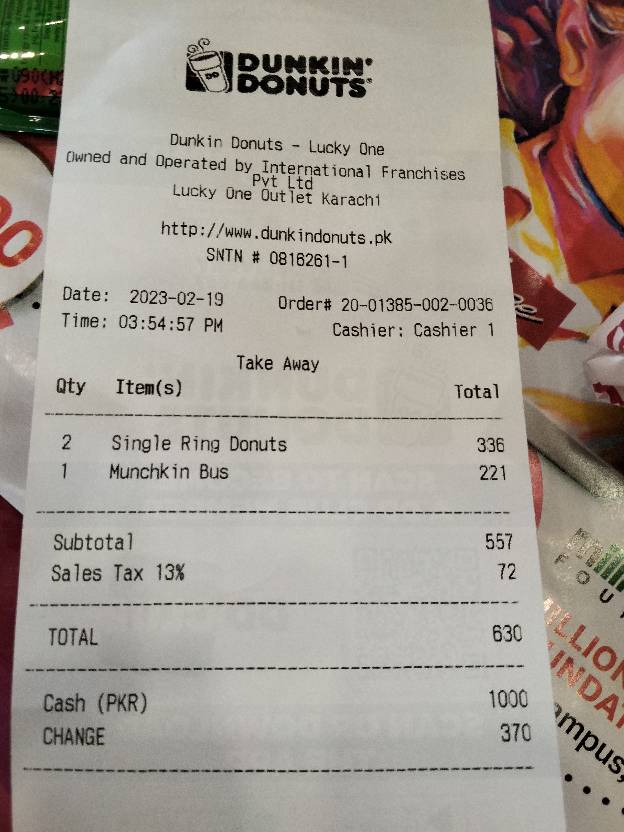 DUNKIN'
DONUTS
Dunkin Donuts - Lucky One
Owned and Operated by International Franchises
Pvt Ltd
Lucky One Outlet Karachi
http://www.dunkindonuts.pk
SNTN # 0816261-1
Date: 2023-02-19 Order# 20-01385-002-0036
Time: 03:54:57 PM Cashier: Cashier 1
Take Away
Qty Item(s) Total
2 Single Ring Donuts 336
1 Munchkin Bus 221
Subtotal 557
Sales Tax 13% 72
TOTAL 630
Cash (PKR) 1000
CHANGE 370